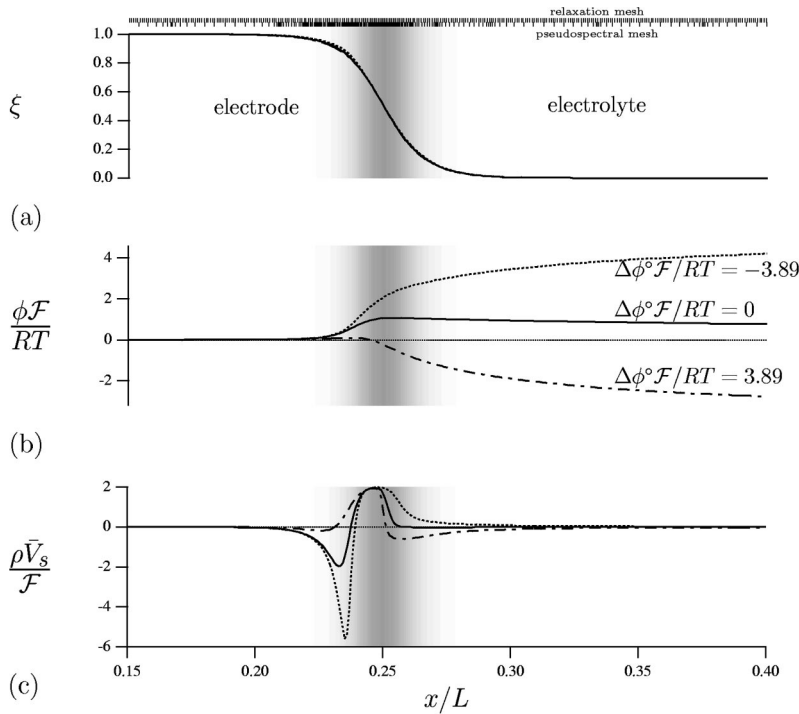 relaxation mesh
pseudospectral mesh
1.0
0.8
0.6
0.4
0.2
0.0
ξ
electrode
electrolyte
(a)
4
2
0
-2
ϕℱ/RT
Δϕ°ℱ/RT = −3.89
Δϕ°ℱ/RT = 0
Δϕ°ℱ/RT = 3.89
(b)
2
0
-2
-4
-6
ρV̄s/ℱ
0.15 0.20 0.25 0.30 0.35 0.40
(c)
x/L